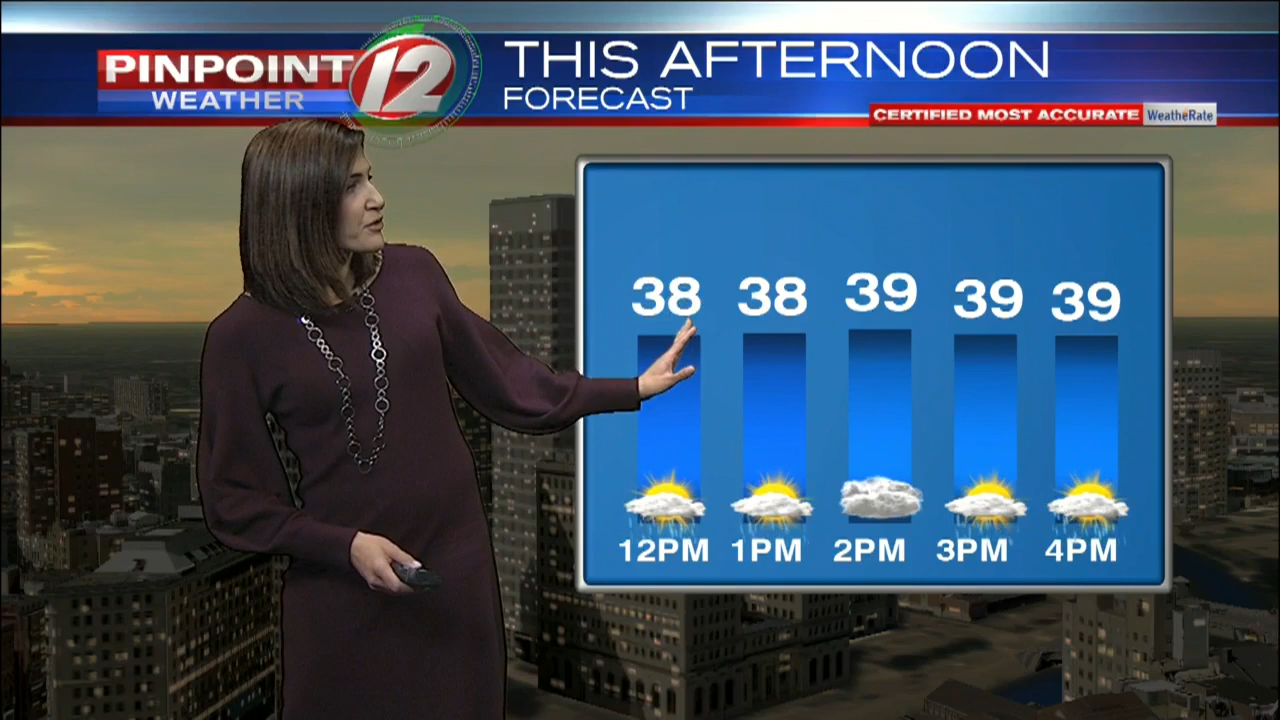 PINPOINT 12
WEATHER
THIS AFTERNOON
FORECAST
CERTIFIED MOST ACCURATE WeatheRate
38 38 39 39 39
12PM 1PM 2PM 3PM 4PM